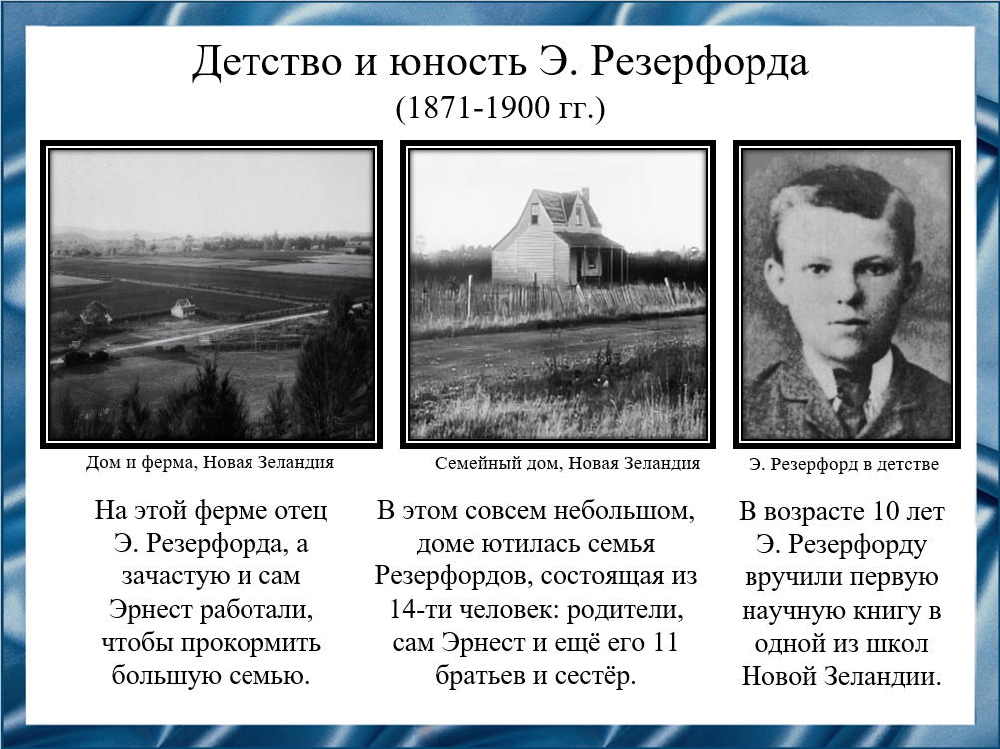 Детство и юность Э. Резерфорда
(1871-1900 гг.)
Дом и ферма, Новая Зеландия
На этой ферме отец
Э. Резерфорда, а
зачастую и сам
Эрнест работали,
чтобы прокормить
большую семью.
Семейный дом, Новая Зеландия
В этом совсем небольшом,
доме ютилась семья
Резерфордов, состоящая из
14-ти человек: родители,
сам Эрнест и ещё его 11
братьев и сестёр.
Э. Резерфорд в детстве
В возрасте 10 лет
Э. Резерфорду
вручили первую
научную книгу в
одной из школ
Новой Зеландии.